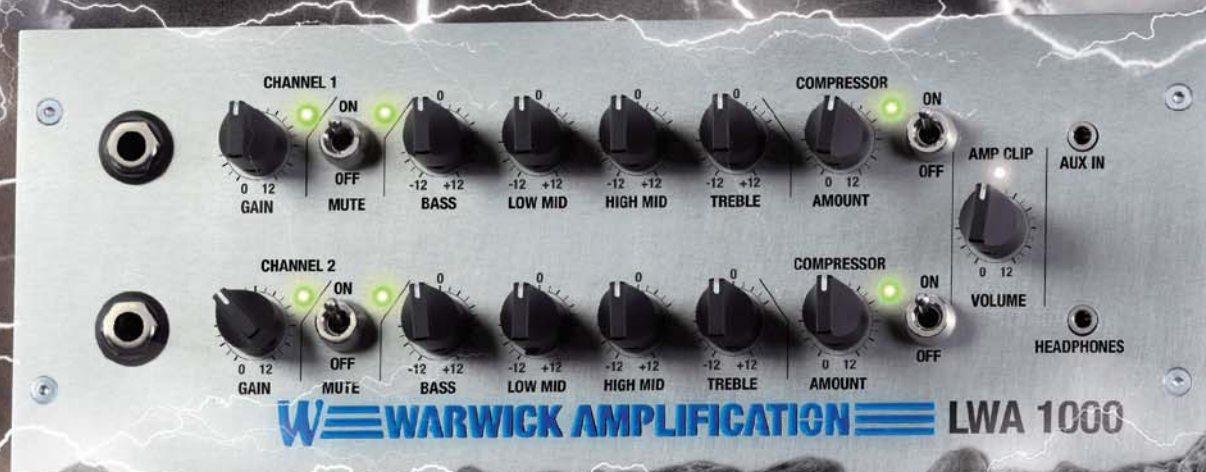 CHANNEL 1
COMPRESSOR
0 0 0 0
ON
ON
AMP CLIP
AUX IN
OFF
OFF
0 12
-12 +12
-12 +12
-12 +12
-12 +12
0 12
GAIN
MUTE
BASS
LOW MID
HIGH MID
TREBLE
AMOUNT
0 12
VOLUME
CHANNEL 2
COMPRESSOR
0 0 0 0
ON
ON
HEADPHONES
OFF
OFF
0 12
-12 +12
-12 +12
-12 +12
-12 +12
0 12
GAIN
MUTE
BASS
LOW MID
HIGH MID
TREBLE
AMOUNT
W WARWICK AMPLIFICATION LWA 1000